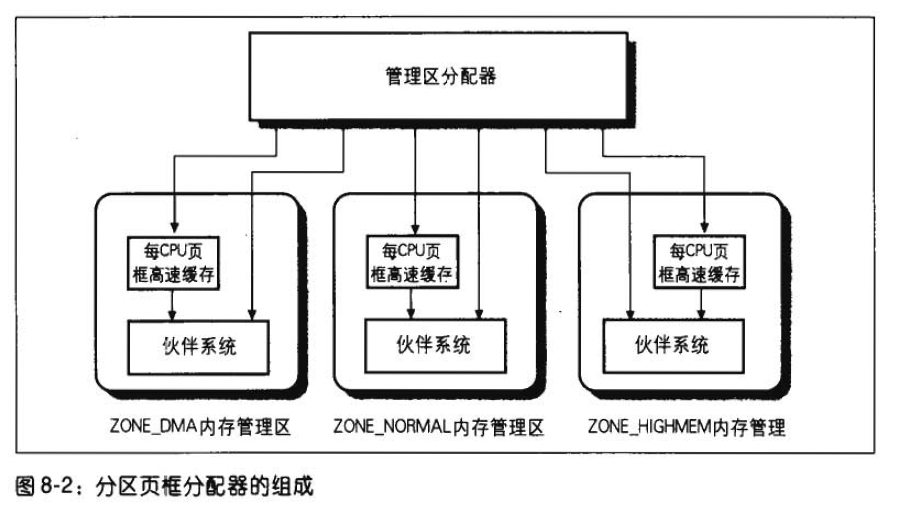 管理区分配器
每CPU页
框高速缓存
每CPU页
框高速缓存
每CPU页
框高速缓存
伙伴系统
伙伴系统
伙伴系统
ZONE_DMA内存管理区
ZONE_NORMAL内存管理区
ZONE_HIGHMEM内存管理
图8-2：分区页框分配器的组成